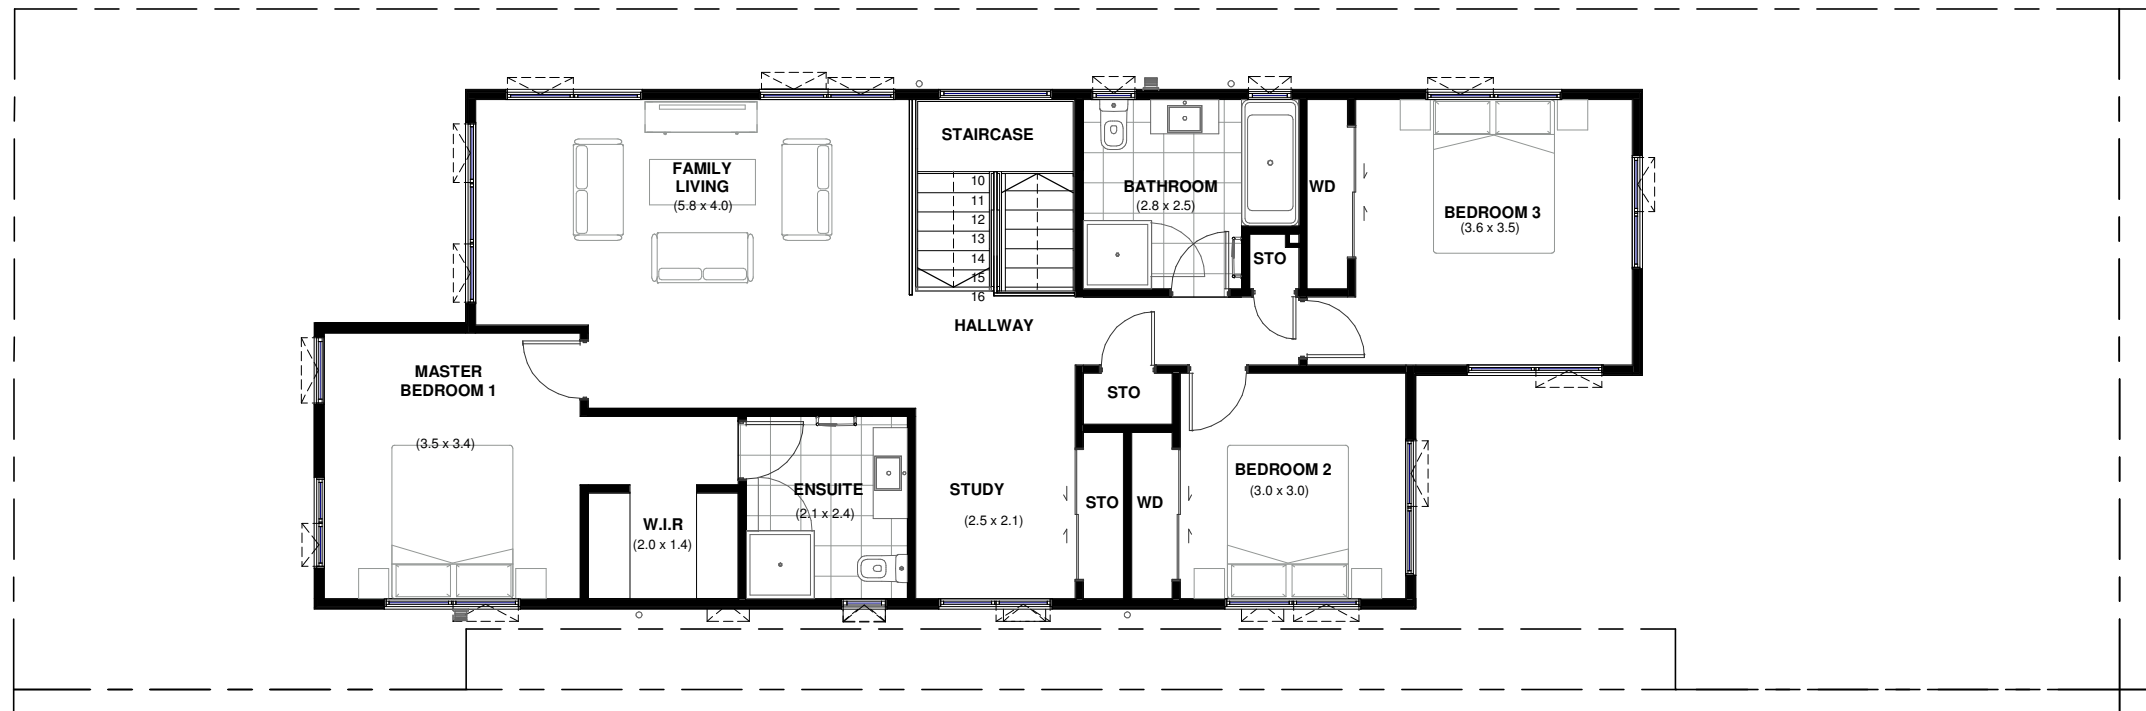 STAIRCASE
FAMILY
LIVING
(5.8 x 4.0)
10
11
12
13
14
15
16
BATHROOM
(2.8 x 2.5)
WD
BEDROOM 3
(3.6 x 3.5)
STO
HALLWAY
MASTER
BEDROOM 1
(3.5 x 3.4)
STO
BEDROOM 2
(3.0 x 3.0)
ENSUITE
(2.1 x 2.4)
STUDY
(2.5 x 2.1)
STO
WD
W.I.R
(2.0 x 1.4)